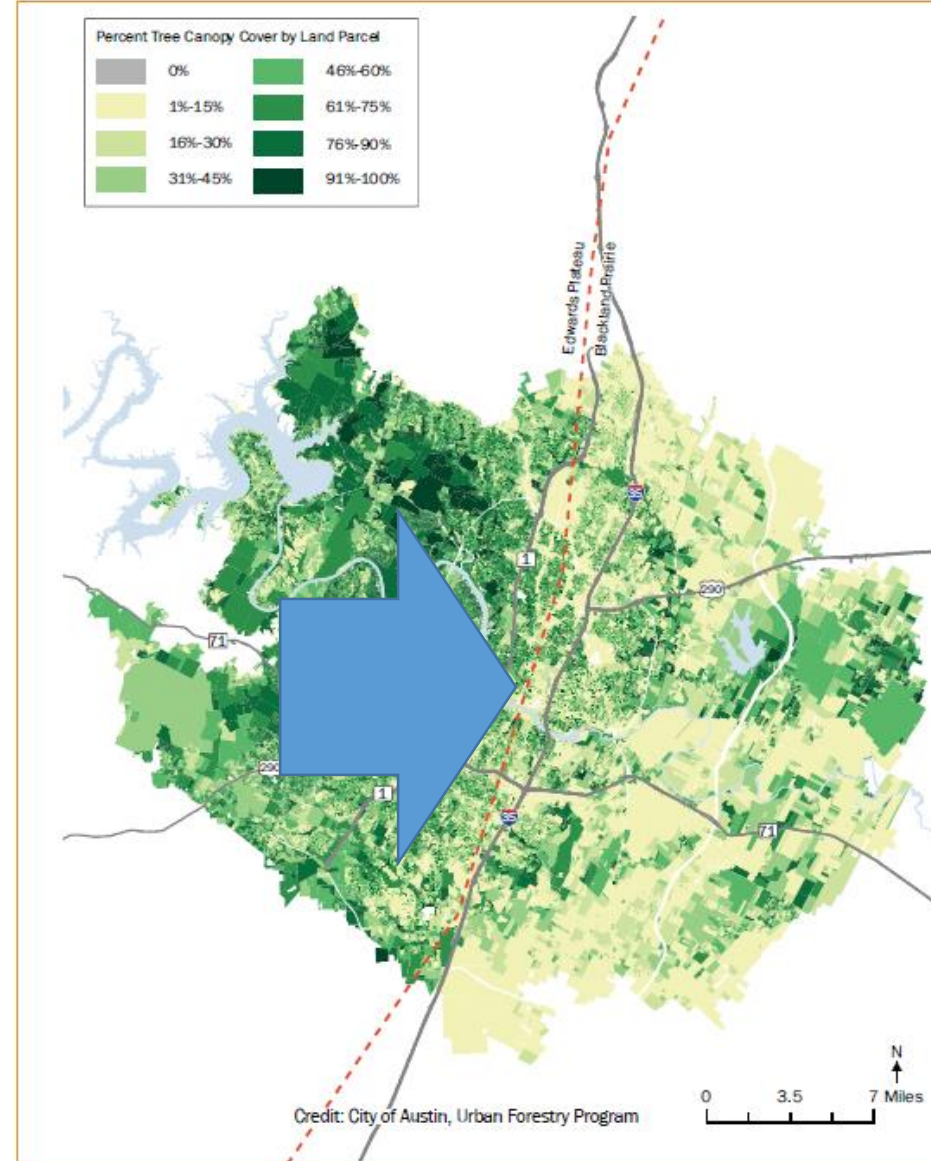 Percent Tree Canopy Cover by Land Parcel
0%
46%-60%
1%-15%
61%-75%
16%-30%
76%-90%
31%-45%
91%-100%
Edwards Plateau
Blackland Prairie
35
1
290
71
290
1
35
71
N
0 3.5 7 Miles
Credit: City of Austin, Urban Forestry Program